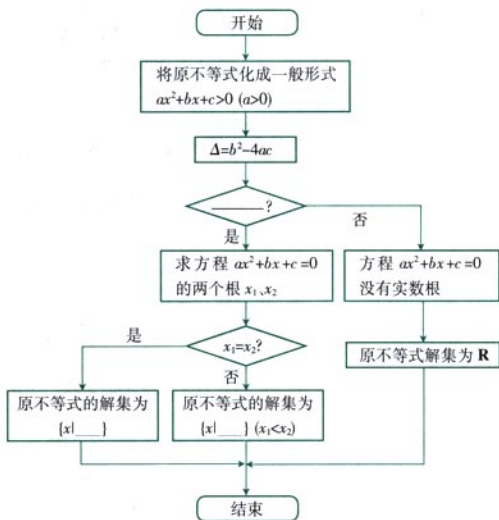 开始
将原不等式化成一般形式
ax²+bx+c>0 (a>0)
Δ=b²−4ac
______?
是
否
求方程 ax²+bx+c=0
的两个根 x₁、x₂
方程 ax²+bx+c=0
没有实数根
是
x₁=x₂?
否
原不等式解集为 R
原不等式的解集为
{x|___}
原不等式的解集为
{x|___} (x₁<x₂)
结束